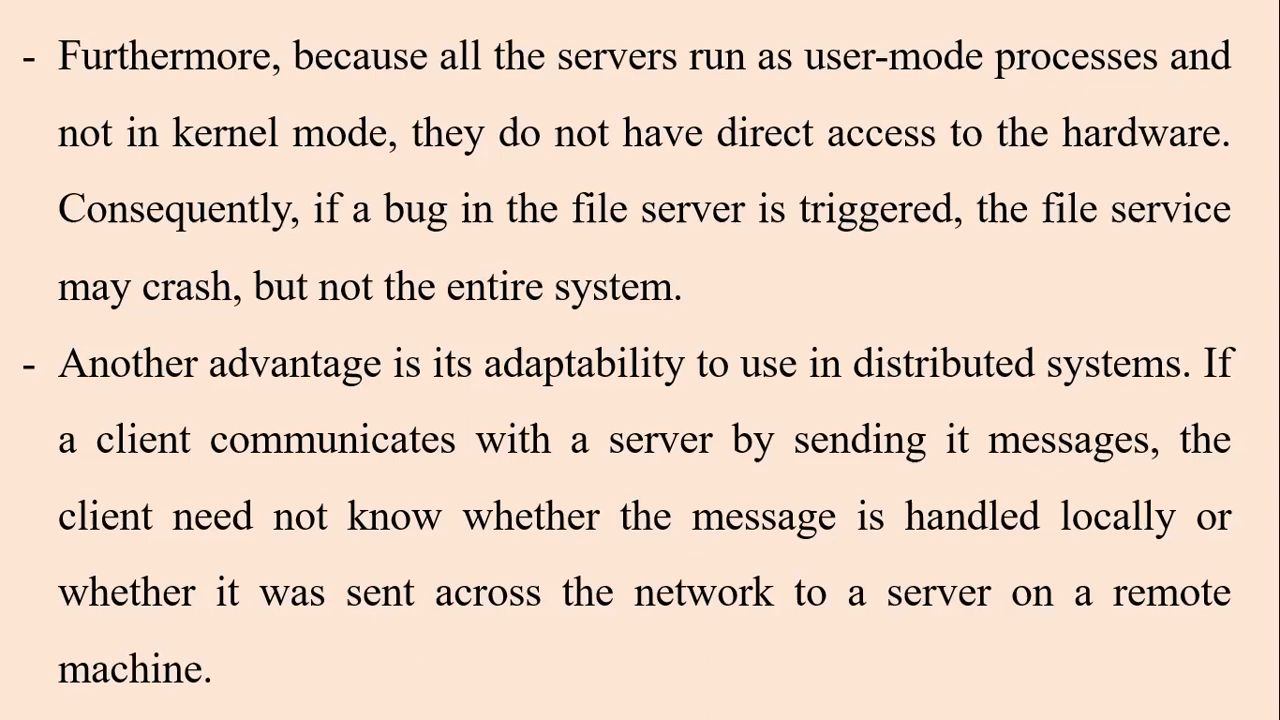 - Furthermore, because all the servers run as user-mode processes and
not in kernel mode, they do not have direct access to the hardware.
Consequently, if a bug in the file server is triggered, the file service
may crash, but not the entire system.
- Another advantage is its adaptability to use in distributed systems. If
a client communicates with a server by sending it messages, the
client need not know whether the message is handled locally or
whether it was sent across the network to a server on a remote
machine.